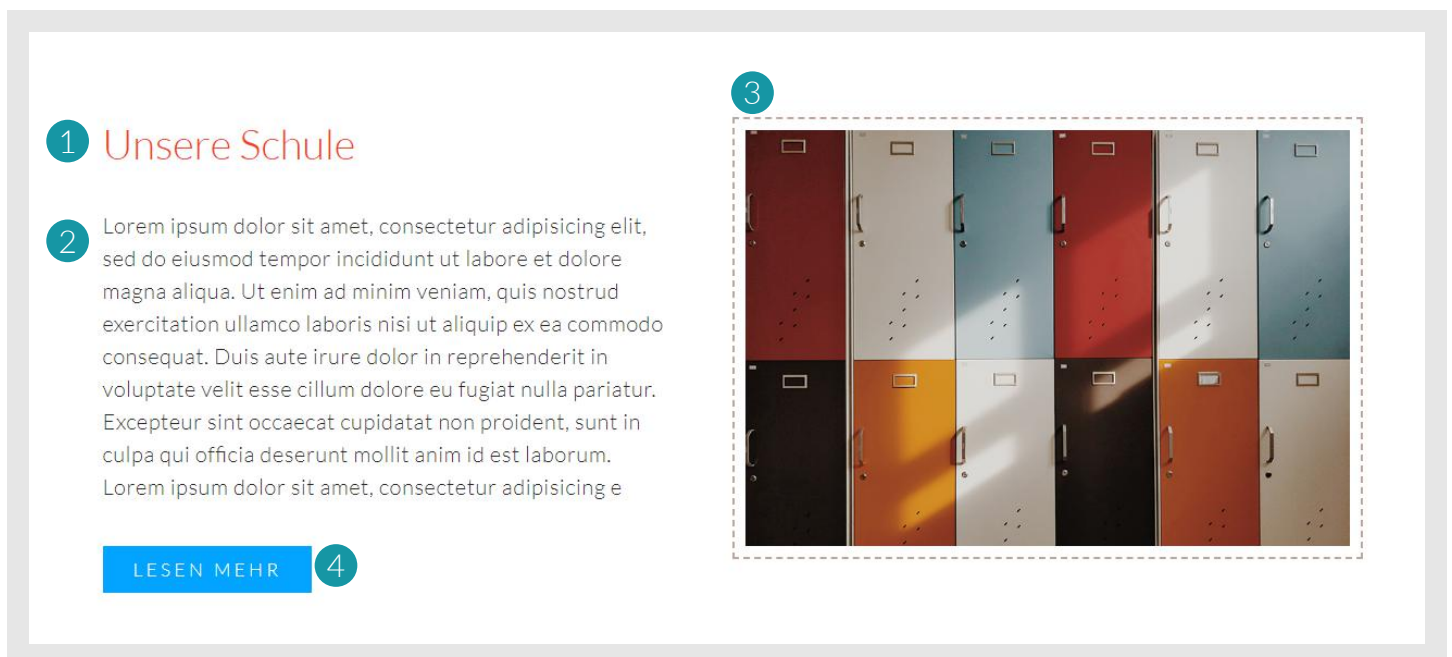 1 Unsere Schule
2 Lorem ipsum dolor sit amet, consectetur adipisicing elit,
sed do eiusmod tempor incididunt ut labore et dolore
magna aliqua. Ut enim ad minim veniam, quis nostrud
exercitation ullamco laboris nisi ut aliquip ex ea commodo
consequat. Duis aute irure dolor in reprehenderit in
voluptate velit esse cillum dolore eu fugiat nulla pariatur.
Excepteur sint occaecat cupidatat non proident, sunt in
culpa qui officia deserunt mollit anim id est laborum.
Lorem ipsum dolor sit amet, consectetur adipisicing e
LESEN MEHR 4
3